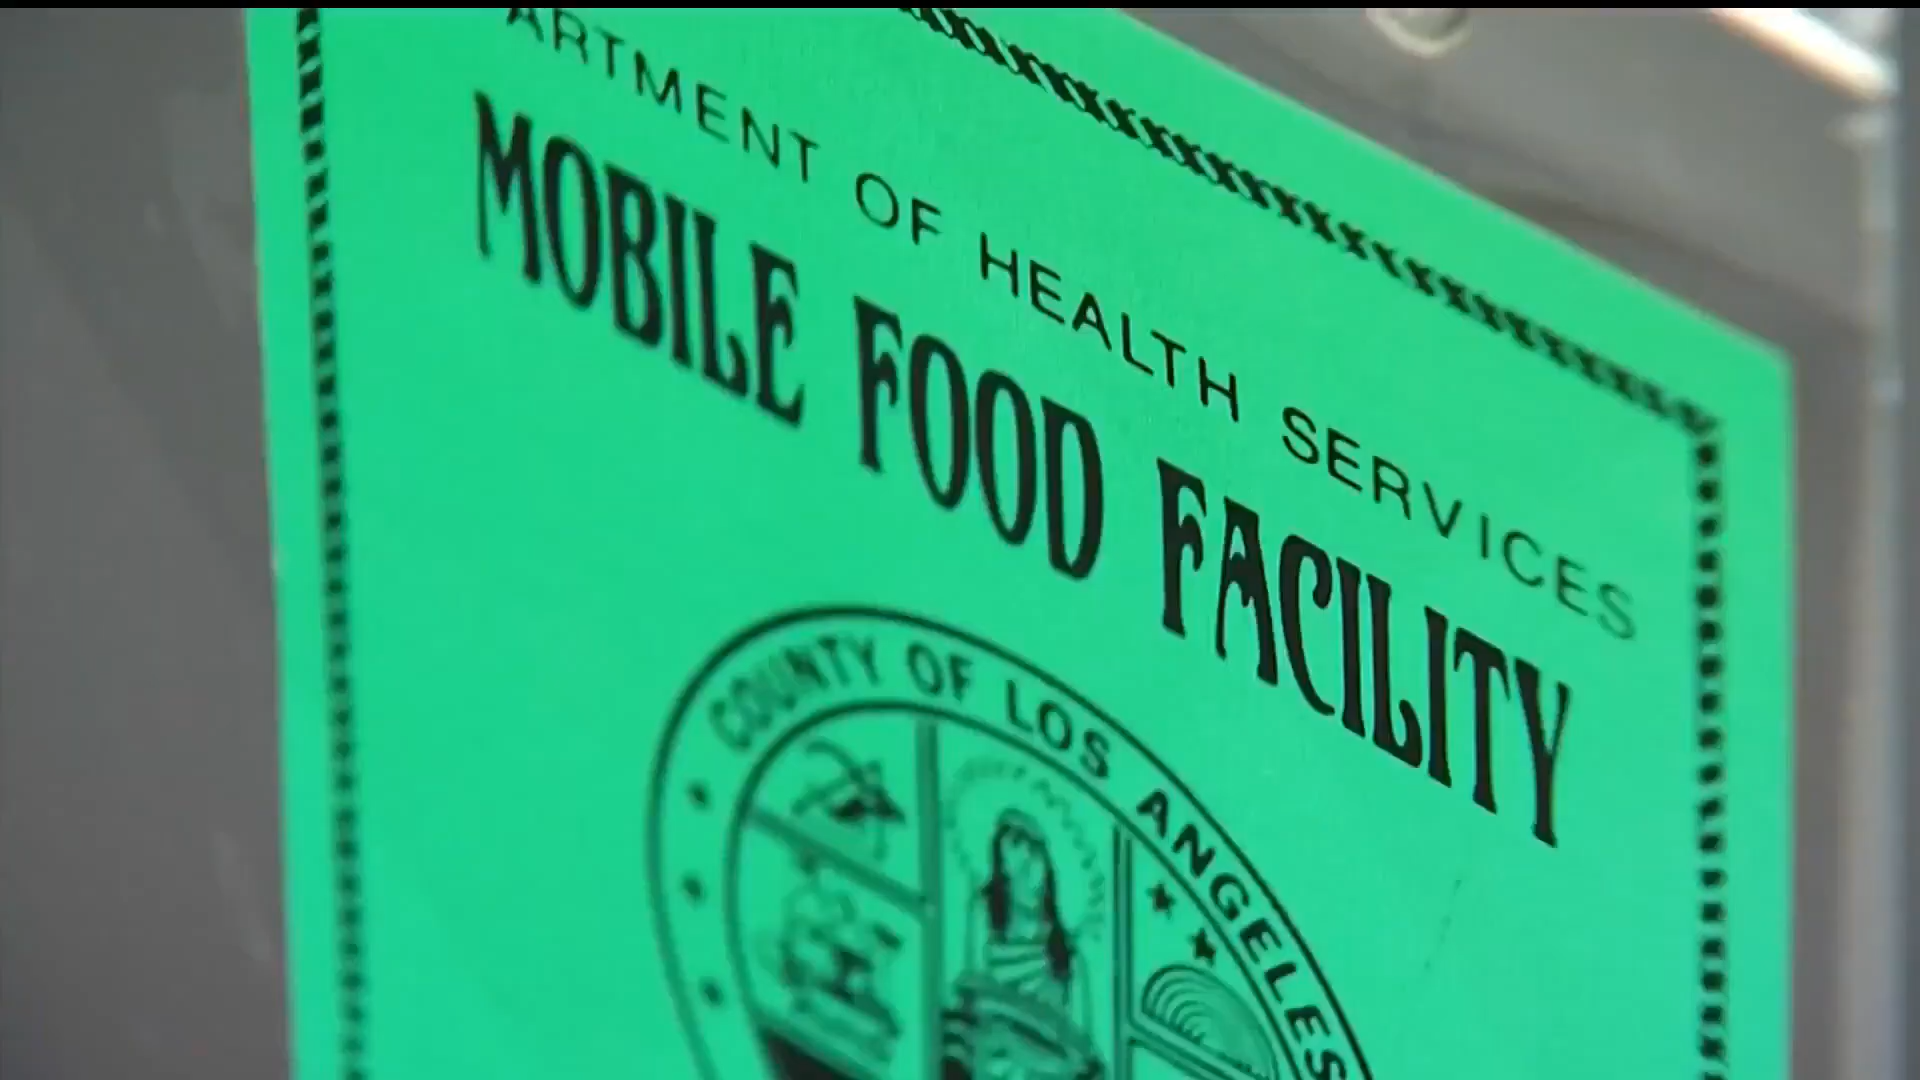 ARTMENT OF HEALTH SERVICES
MOBILE FOOD FACILITY
COUNTY OF LOS ANGELES